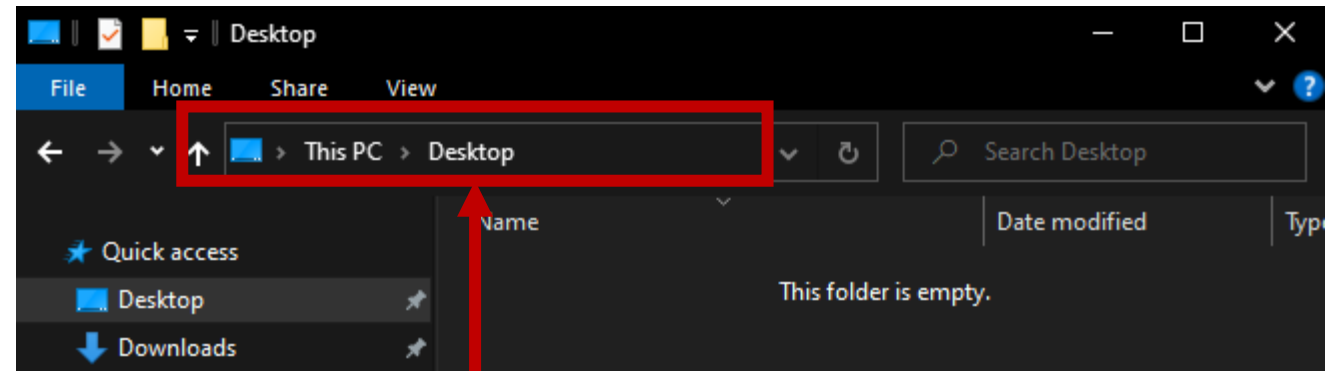 Desktop
File Home Share View ?
This PC > Desktop Search Desktop
Name Date modified Typ
Quick access
This folder is empty.
Desktop
Downloads